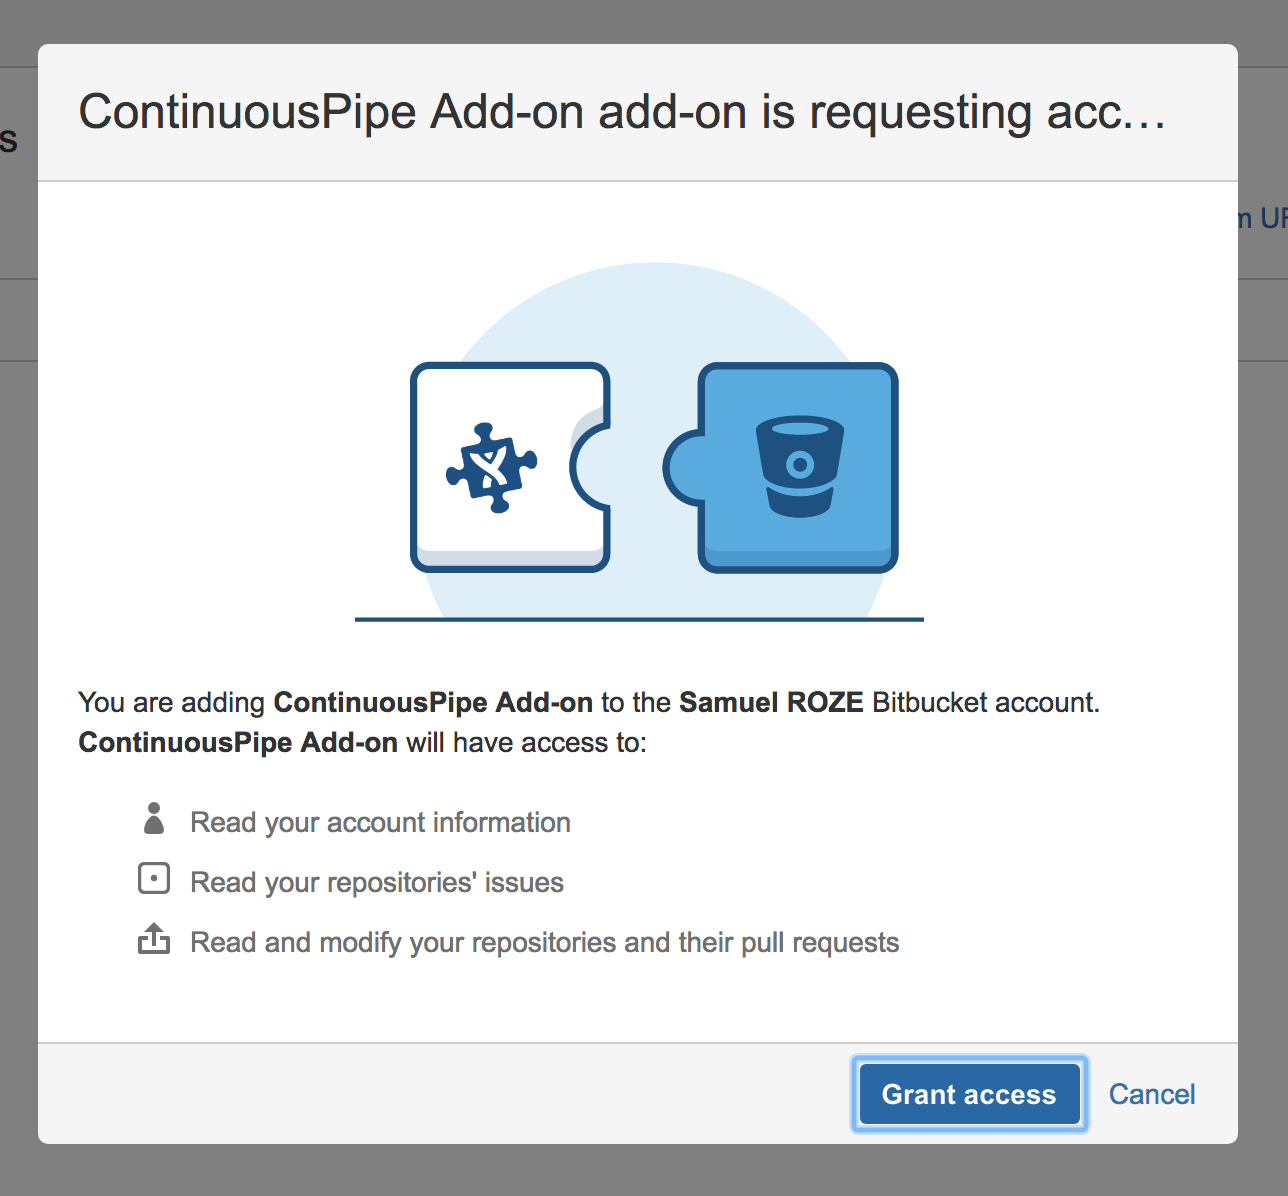 ContinuousPipe Add-on add-on is requesting acc…
s
m UR
You are adding ContinuousPipe Add-on to the Samuel ROZE Bitbucket account.
ContinuousPipe Add-on will have access to:
Read your account information
Read your repositories' issues
Read and modify your repositories and their pull requests
Grant access
Cancel